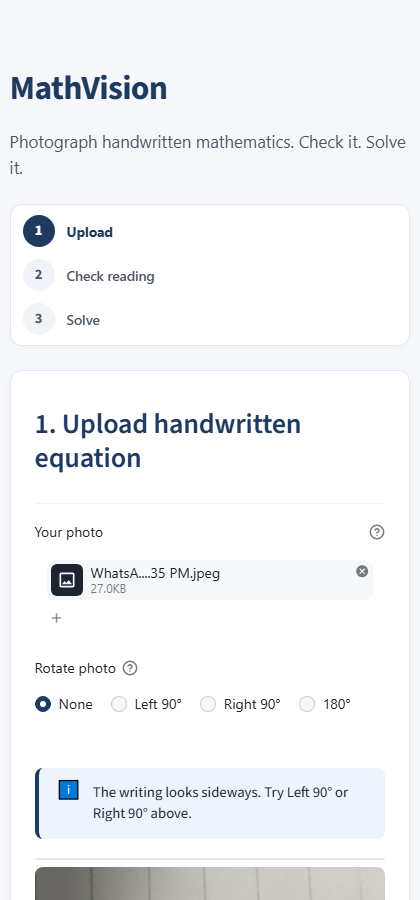 MathVision
Photograph handwritten mathematics. Check it. Solve
it.
1 Upload
2 Check reading
3 Solve
1. Upload handwritten
equation
Your photo
WhatsA....35 PM.jpeg
27.0KB
+
Rotate photo
None Left 90° Right 90° 180°
The writing looks sideways. Try Left 90° or
Right 90° above.